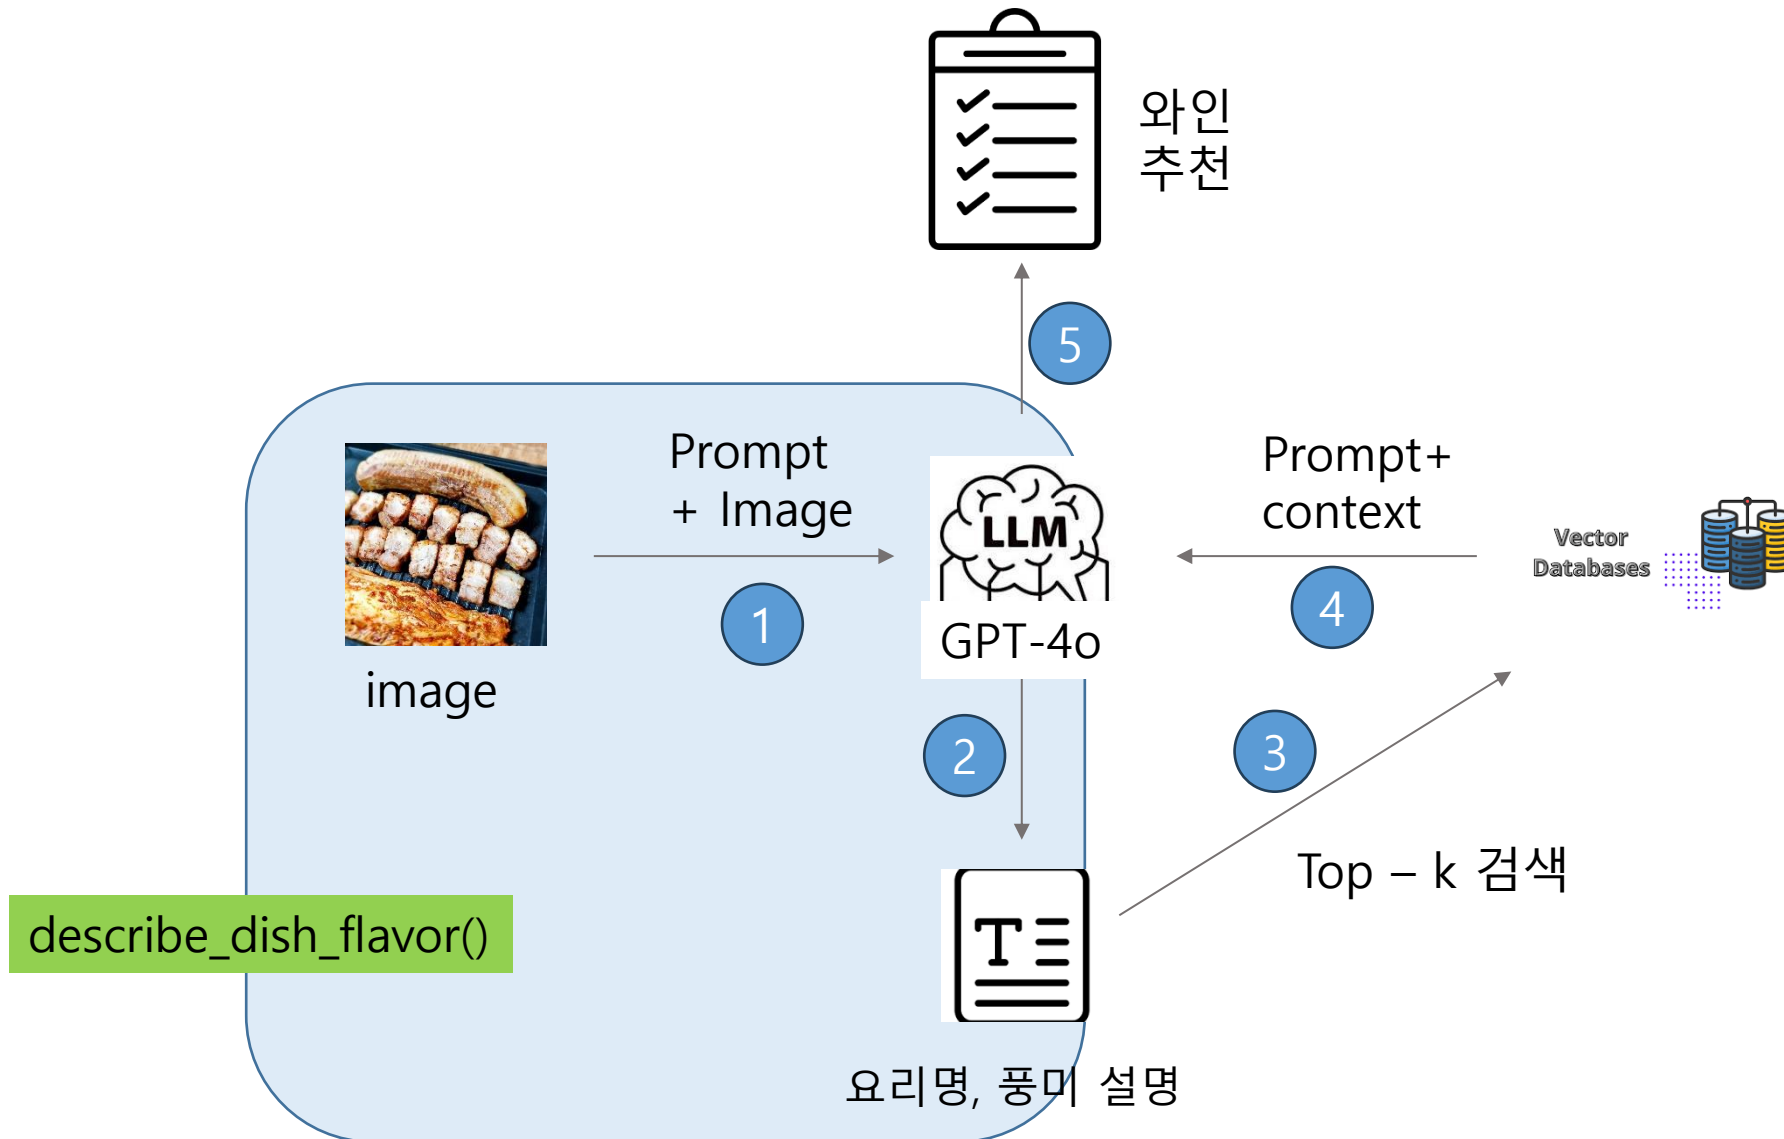 와인
추천
5
Prompt
+ Image
LLM
GPT-4o
Prompt+
context
Vector
Databases
1
4
image
2
3
Top – k 검색
describe_dish_flavor()
T
요리명, 풍미 설명